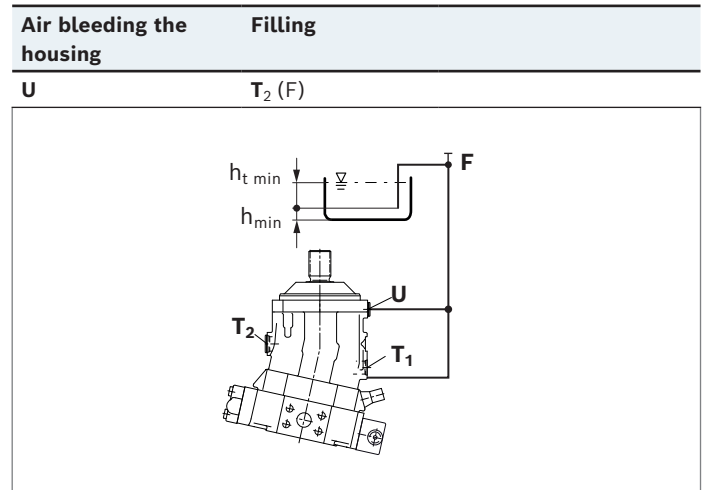 Air bleeding the housing
Filling
U
T₂ (F)
F
hₜ ₘᵢₙ
hₘᵢₙ
U
T₂
T₁